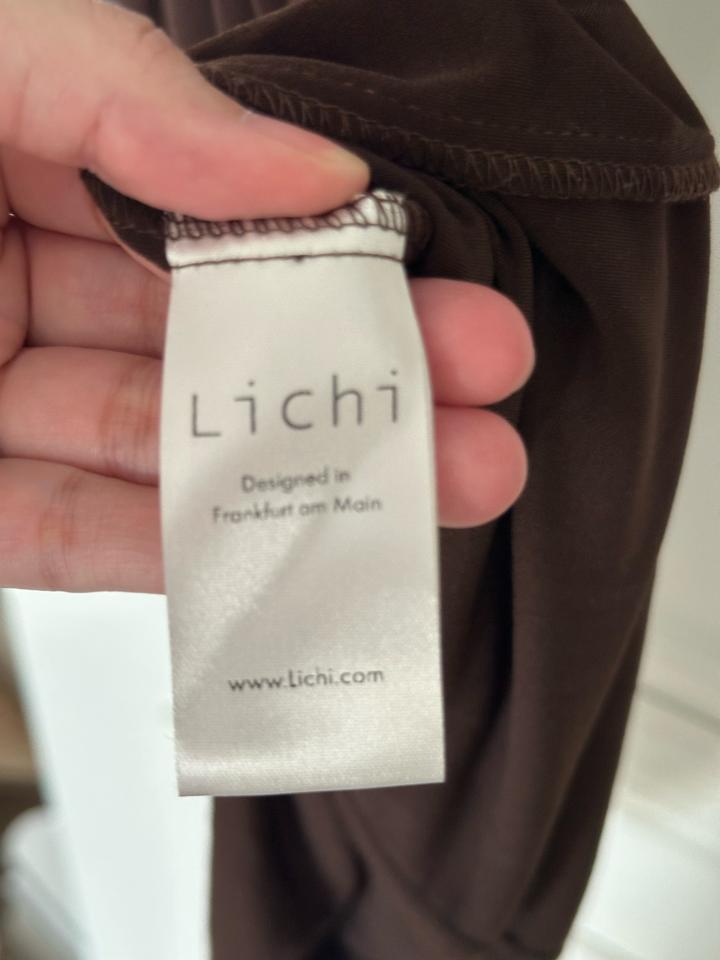 Lichi
Designed in
Frankfurt am Main
www.Lichi.com